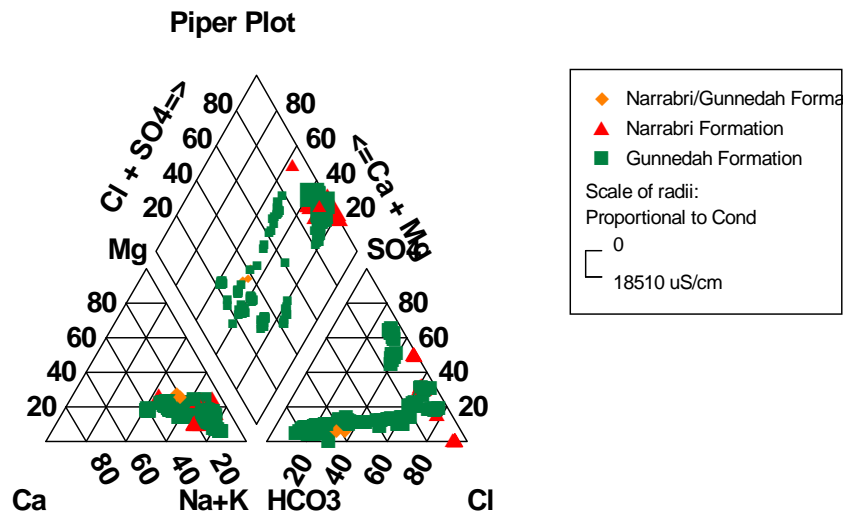 Piper Plot
Cl + SO4=>
<=Ca + Mg
80 80
60 60
40 40
20 20
Mg SO4
80 80
60 60
40 40
20 20
80 60 40 20 20 40 60 80
Ca Na+K HCO3 Cl
Narrabri/Gunnedah Forma
Narrabri Formation
Gunnedah Formation
Scale of radii:
Proportional to Cond
0
18510 uS/cm